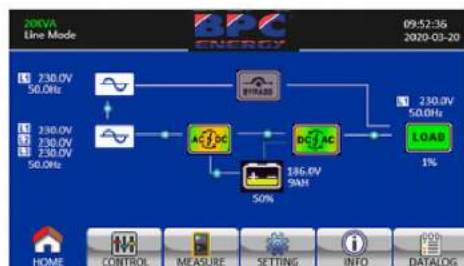 20KVA
Line Mode
BPC
ENERGY
09:52:36
2020-03-20
L1 230.0V
50.0Hz
BYPASS
L1 230.0V
50.0Hz
L1 230.0V
L2 230.0V
L3 230.0V
50.0Hz
AC DC
DC AC
LOAD
1%
186.0V
9AH
50%
HOME
CONTROL
MEASURE
SETTING
INFO
DATALOG